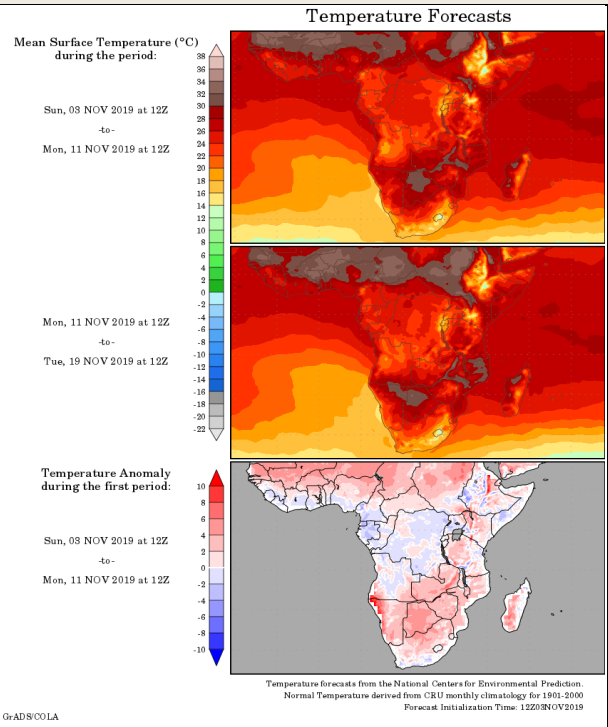 Temperature Forecasts
Mean Surface Temperature (°C)
during the period:
38
36
34
32
30
28
26
24
22
20
18
16
14
12
10
8
6
4
2
0
-2
-4
-6
-8
-10
-12
-14
-16
-18
-20
-22
Sun, 03 NOV 2019 at 12Z
-to-
Mon, 11 NOV 2019 at 12Z
Mon, 11 NOV 2019 at 12Z
-to-
Tue, 19 NOV 2019 at 12Z
Temperature Anomaly
during the first period:
10
8
6
4
2
0
-2
-4
-6
-8
-10
Sun, 03 NOV 2019 at 12Z
-to-
Mon, 11 NOV 2019 at 12Z
Temperature forecasts from the National Centers for Environmental Prediction.
Normal Temperature derived from CRU monthly climatology for 1901-2000
Forecast Initialization Time: 12Z03NOV2019
GrADS/COLA